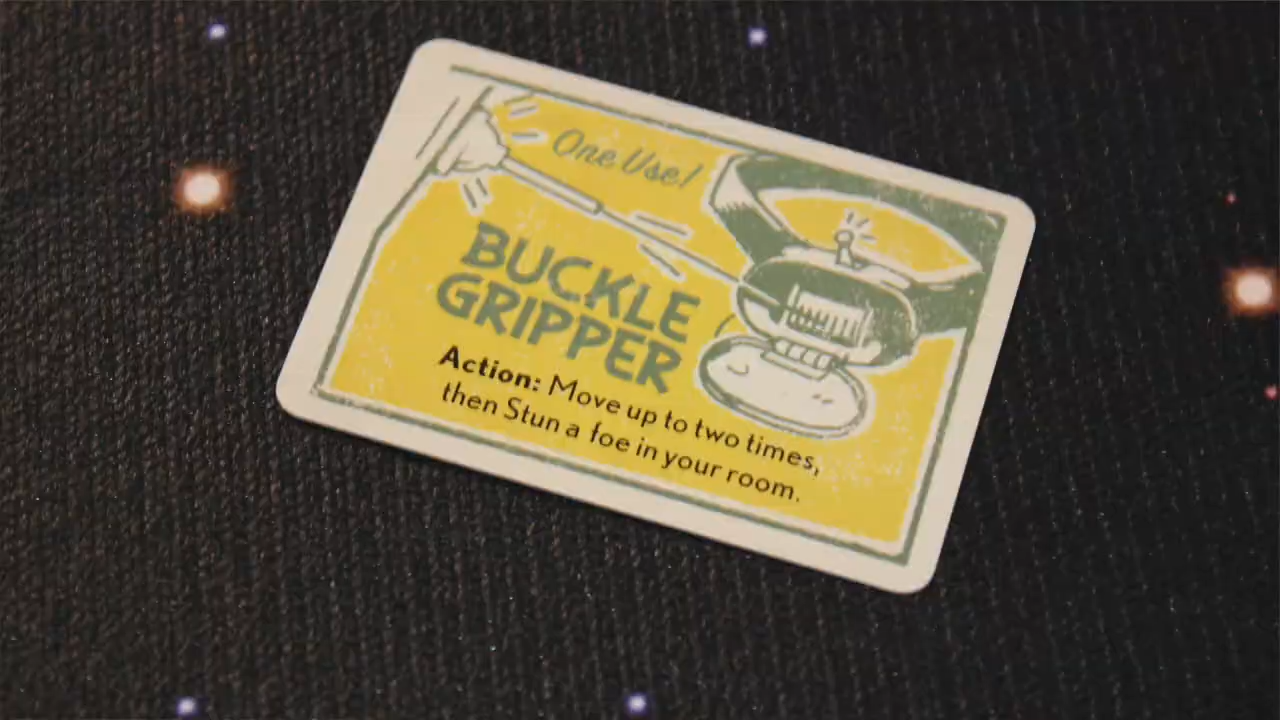 One Use!
BUCKLE
GRIPPER
Action: Move up to two times,
then Stun a foe in your room.